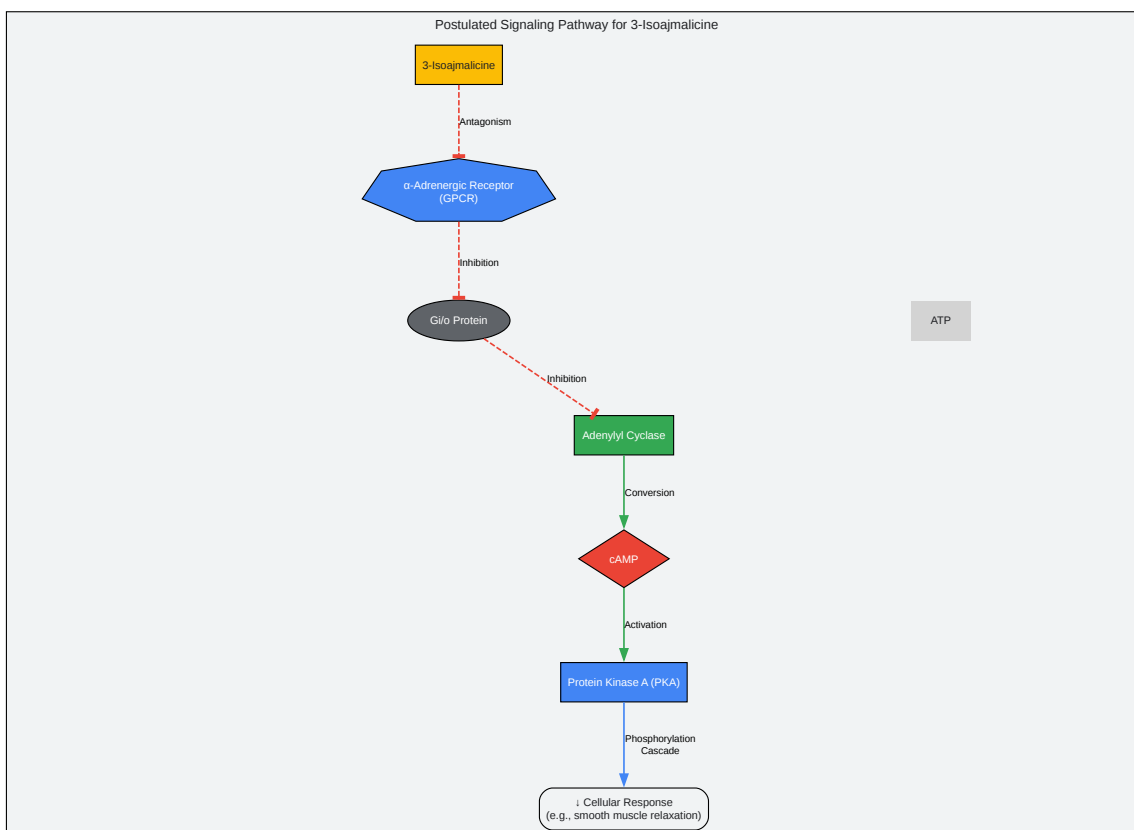 Postulated Signaling Pathway for 3-Isoajmalicine
3-Isoajmalicine
Antagonism
α-Adrenergic Receptor
(GPCR)
Inhibition
Gi/o Protein
ATP
Inhibition
Adenylyl Cyclase
Conversion
cAMP
Activation
Protein Kinase A (PKA)
Phosphorylation
Cascade
↓ Cellular Response
(e.g., smooth muscle relaxation)